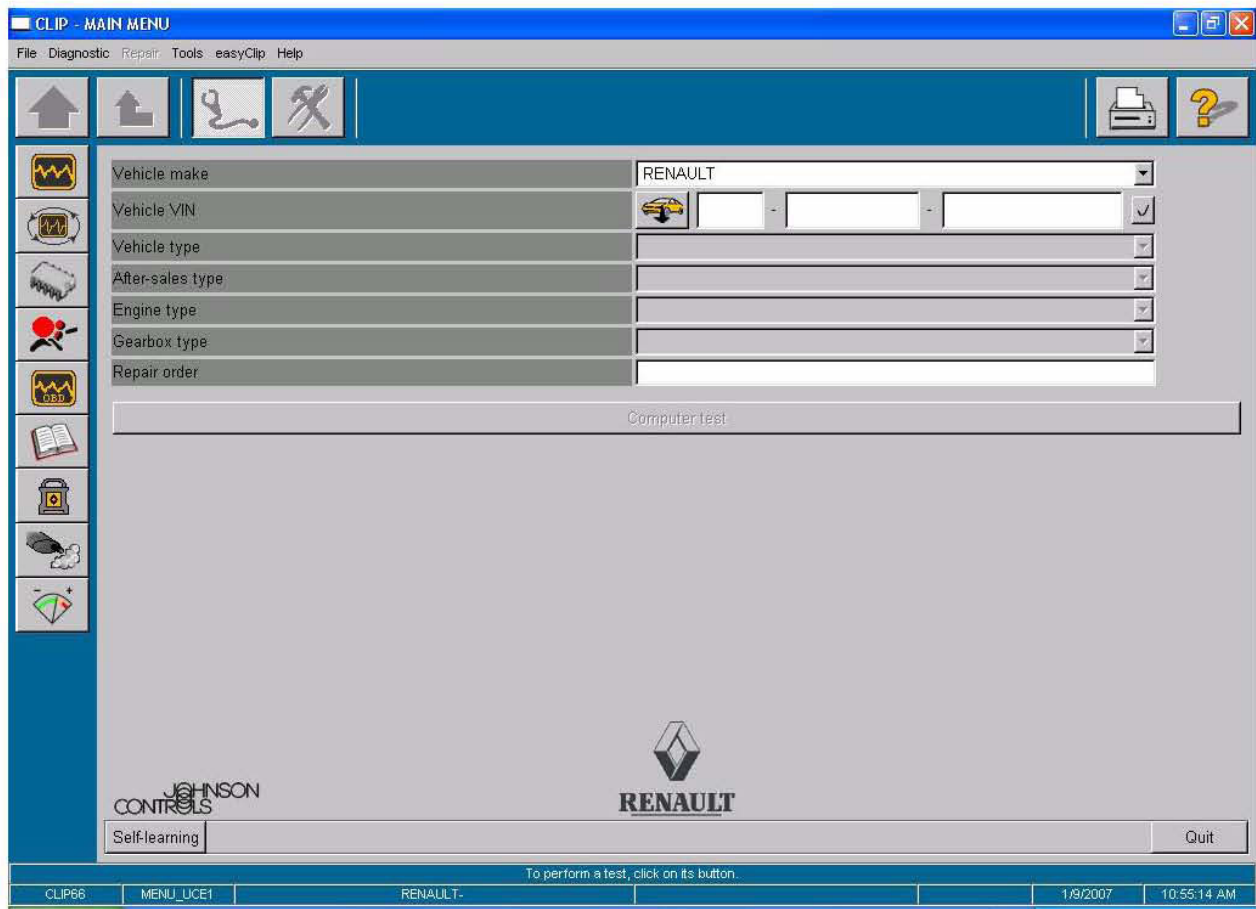 CLIP - MAIN MENU
File Diagnostic Repair Tools easyClip Help
Vehicle make RENAULT
Vehicle VIN - -
Vehicle type
After-sales type
Engine type
Gearbox type
Repair order
OBD
Computer test
JOHNSON
CONTROLS
RENAULT
Self-learning Quit
To perform a test, click on its button.
CLIP66 MENU_UCE1 RENAULT- 1/9/2007 10:55:14 AM